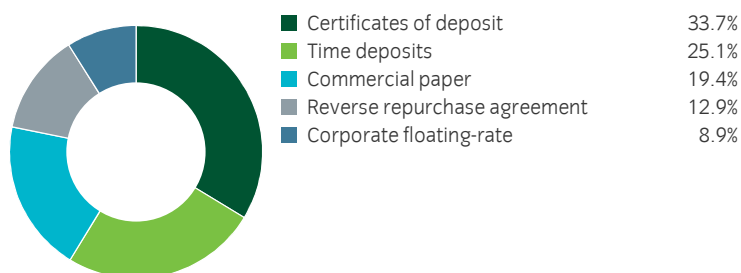 Certificates of deposit 33.7%
Time deposits 25.1%
Commercial paper 19.4%
Reverse repurchase agreement 12.9%
Corporate floating-rate 8.9%